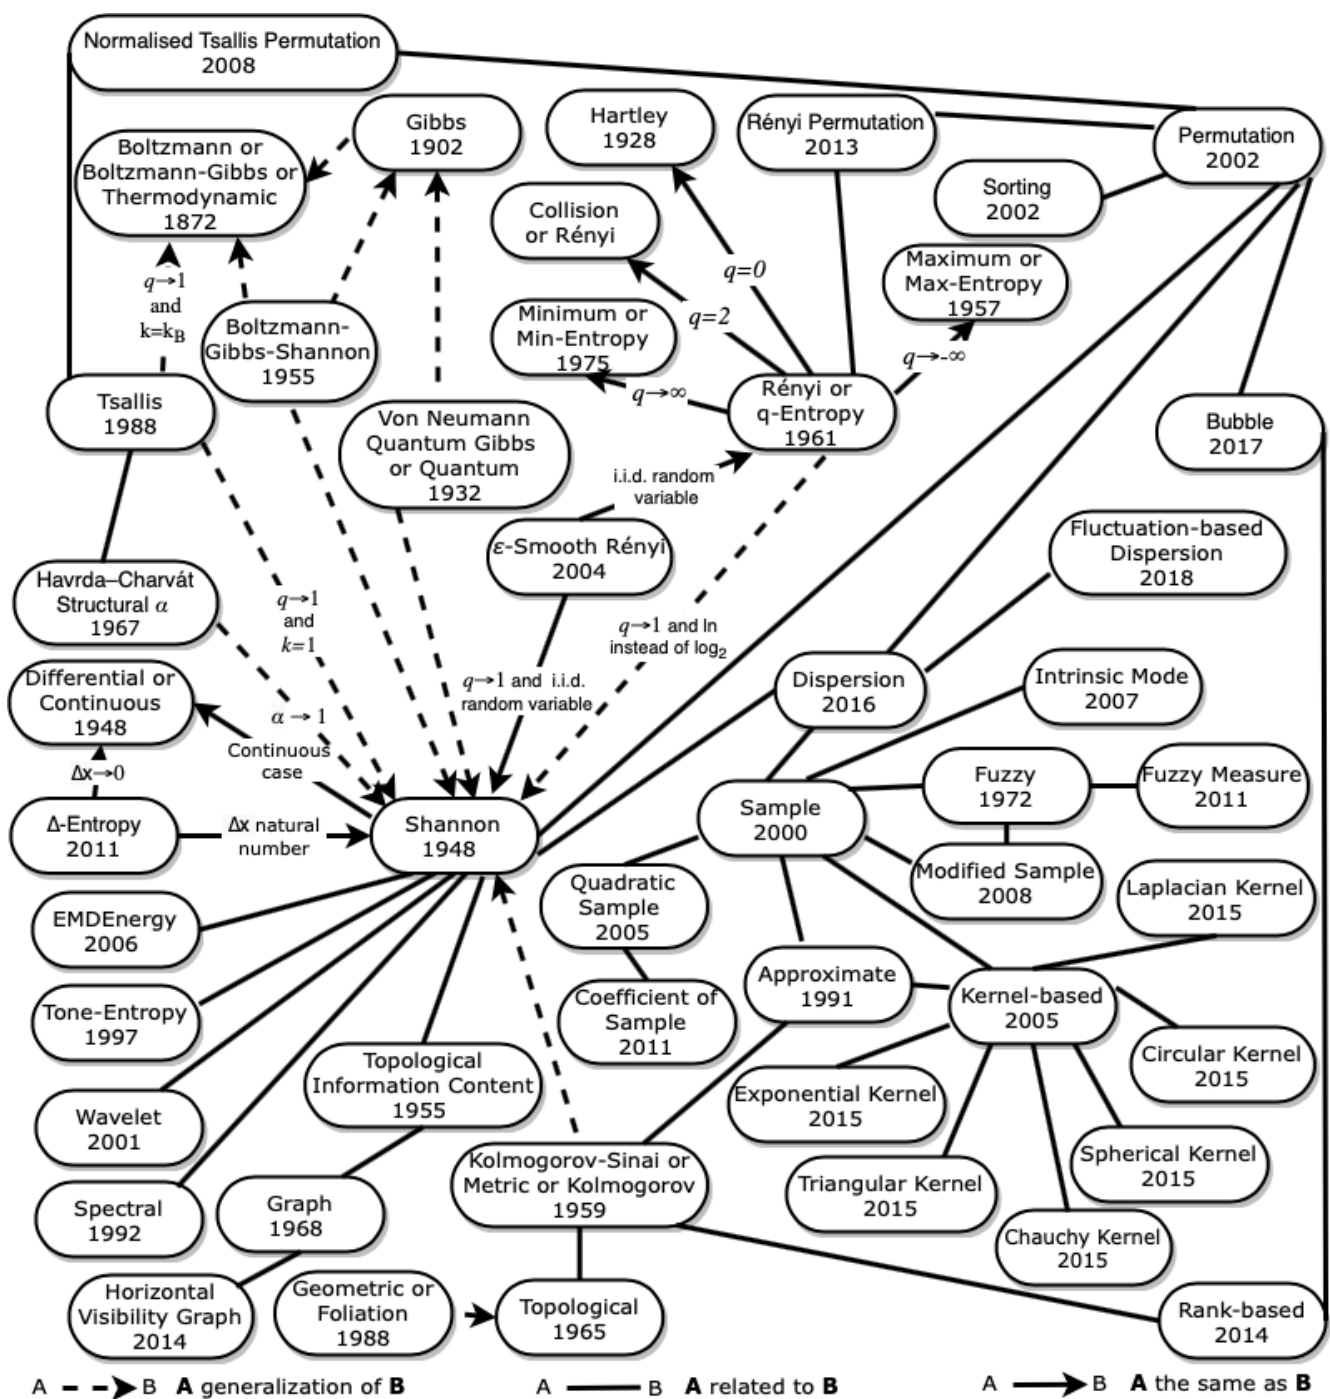 Normalised Tsallis Permutation
2008
Gibbs
1902
Hartley
1928
Rényi Permutation
2013
Permutation
2002
Boltzmann or
Boltzmann-Gibbs or
Thermodynamic
1872
Sorting
2002
Collision
or Rényi
Maximum or
Max-Entropy
1957
q=0
q→1
and
k=kB
q=2
Minimum or
Min-Entropy
1975
Boltzmann-
Gibbs-Shannon
1955
q→-∞
q→∞
Rényi or
q-Entropy
1961
Tsallis
1988
Bubble
2017
Von Neumann
Quantum Gibbs
or Quantum
1932
i.i.d. random
variable
ε-Smooth Rényi
2004
Fluctuation-based
Dispersion
2018
Havrda–Charvát
Structural α
1967
q→1
and
k=1
q→1 and ln
instead of log2
Differential or
Continuous
1948
q→1 and i.i.d.
random variable
Dispersion
2016
Intrinsic Mode
2007
α → 1
Continuous
case
Δx→0
Fuzzy
1972
Fuzzy Measure
2011
Δ-Entropy
2011
Δx natural
number
Shannon
1948
Sample
2000
Modified Sample
2008
Quadratic
Sample
2005
Laplacian Kernel
2015
EMDEnergy
2006
Approximate
1991
Kernel-based
2005
Coefficient of
Sample
2011
Tone-Entropy
1997
Circular Kernel
2015
Topological
Information Content
1955
Exponential Kernel
2015
Wavelet
2001
Spherical Kernel
2015
Kolmogorov-Sinai or
Metric or Kolmogorov
1959
Triangular Kernel
2015
Spectral
1992
Graph
1968
Chauchy Kernel
2015
Horizontal
Visibility Graph
2014
Geometric or
Foliation
1988
Topological
1965
Rank-based
2014
A B A generalization of B
A B A related to B
A B A the same as B